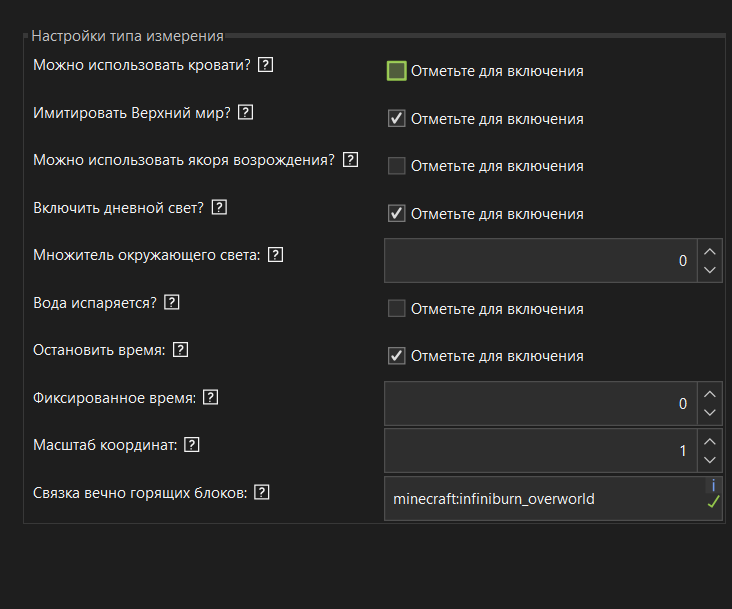 Настройки типа измерения
Можно использовать кровати? ?
Отметьте для включения
Имитировать Верхний мир? ?
Отметьте для включения
Можно использовать якоря возрождения? ?
Отметьте для включения
Включить дневной свет? ?
Отметьте для включения
Множитель окружающего света: ?
0
Вода испаряется? ?
Отметьте для включения
Остановить время: ?
Отметьте для включения
Фиксированное время: ?
0
Масштаб координат: ?
1
Связка вечно горящих блоков: ?
minecraft:infiniburn_overworld
i